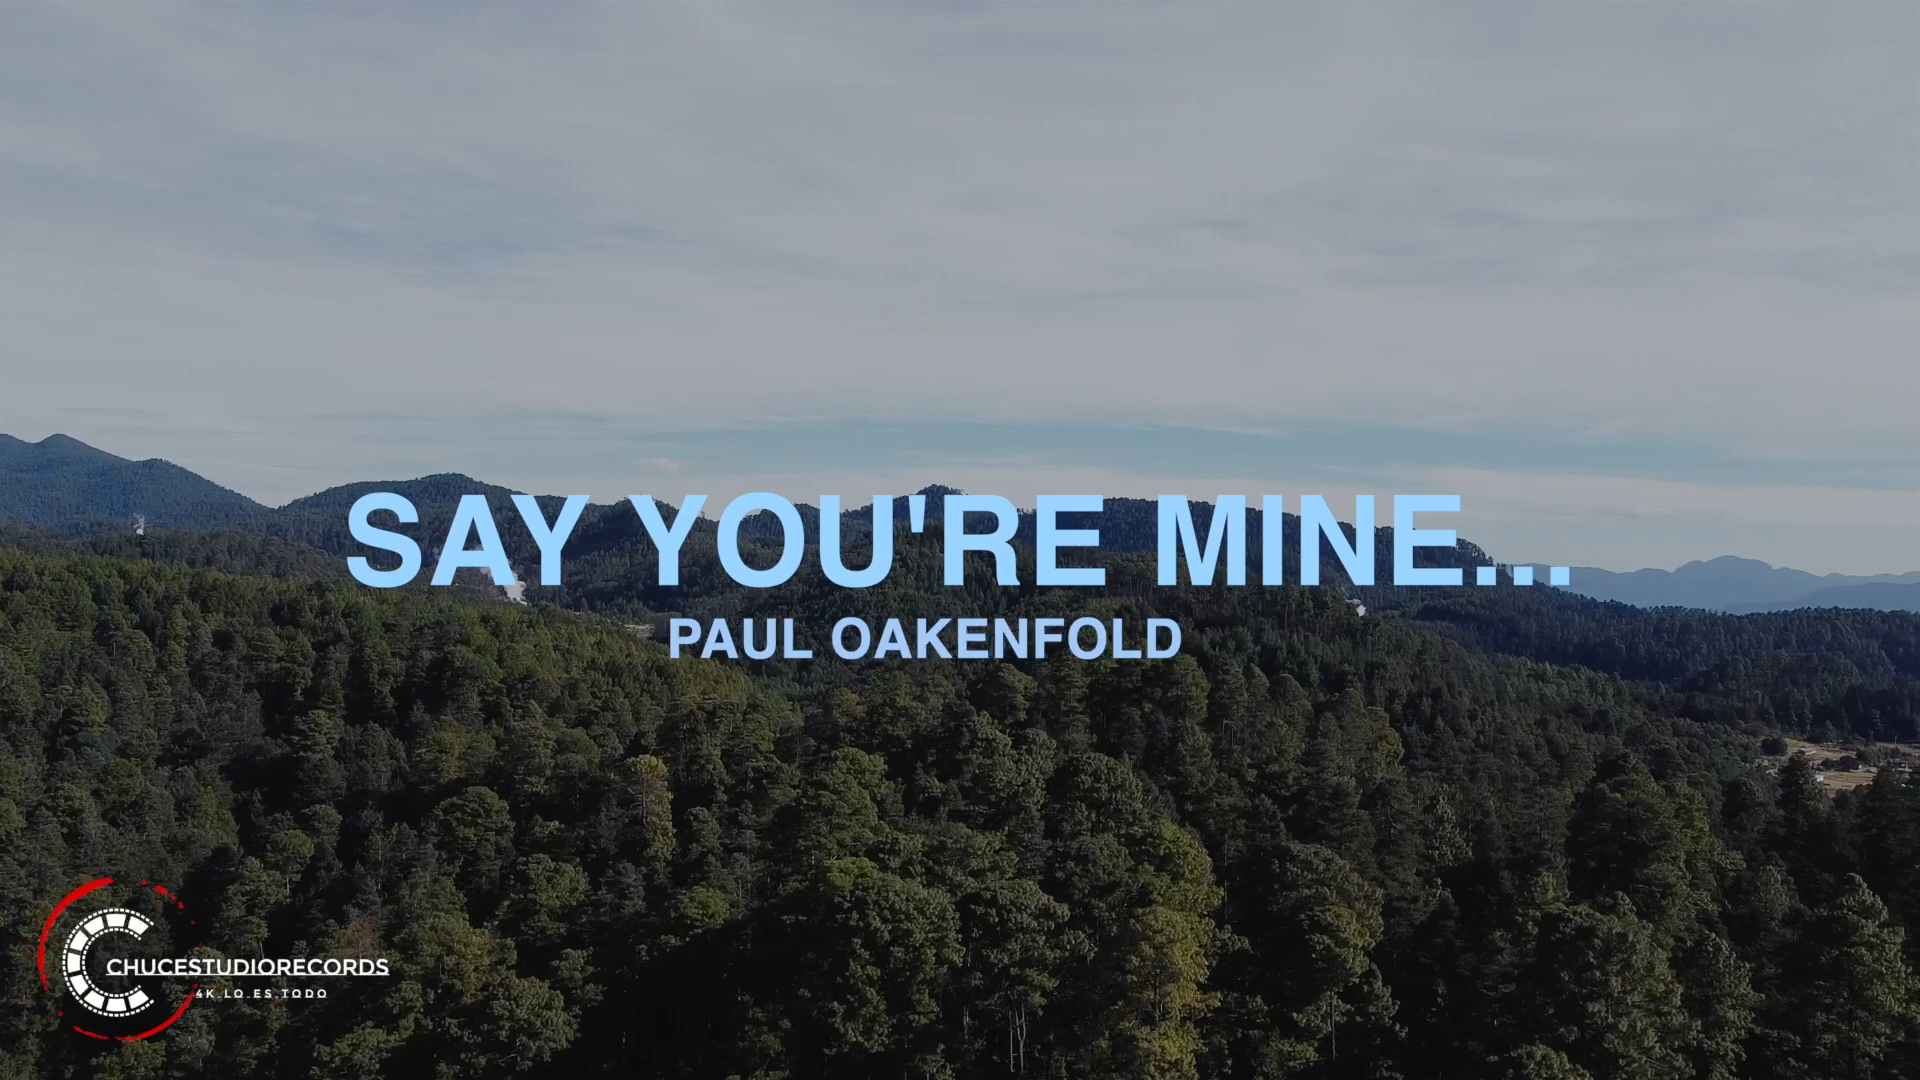 SAY YOU'RE MINE...
PAUL OAKENFOLD
CHUCESTUDIORECORDS
4K.LO.ES.TODO